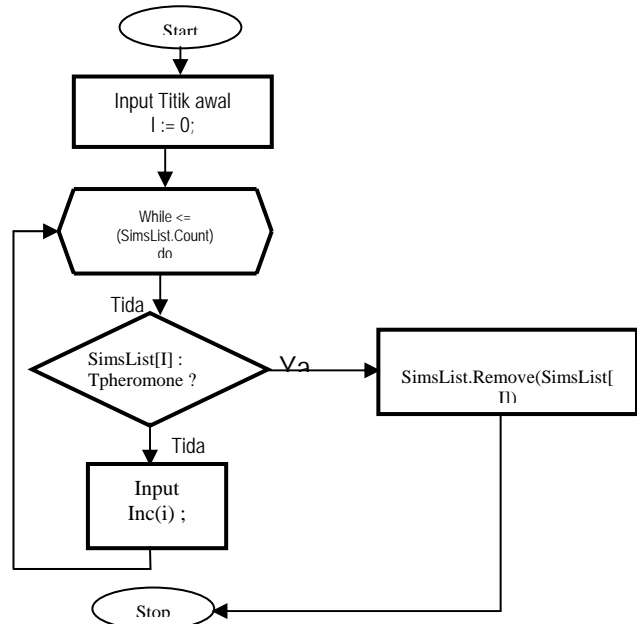 Start
Input Titik awal
I := 0;
While <=
(SimsList.Count)
do
Tida
SimsList[I] :
Tpheromone ?
Ya
SimsList.Remove(SimsList[
I])
Tida
Input
Inc(i) ;
Stop